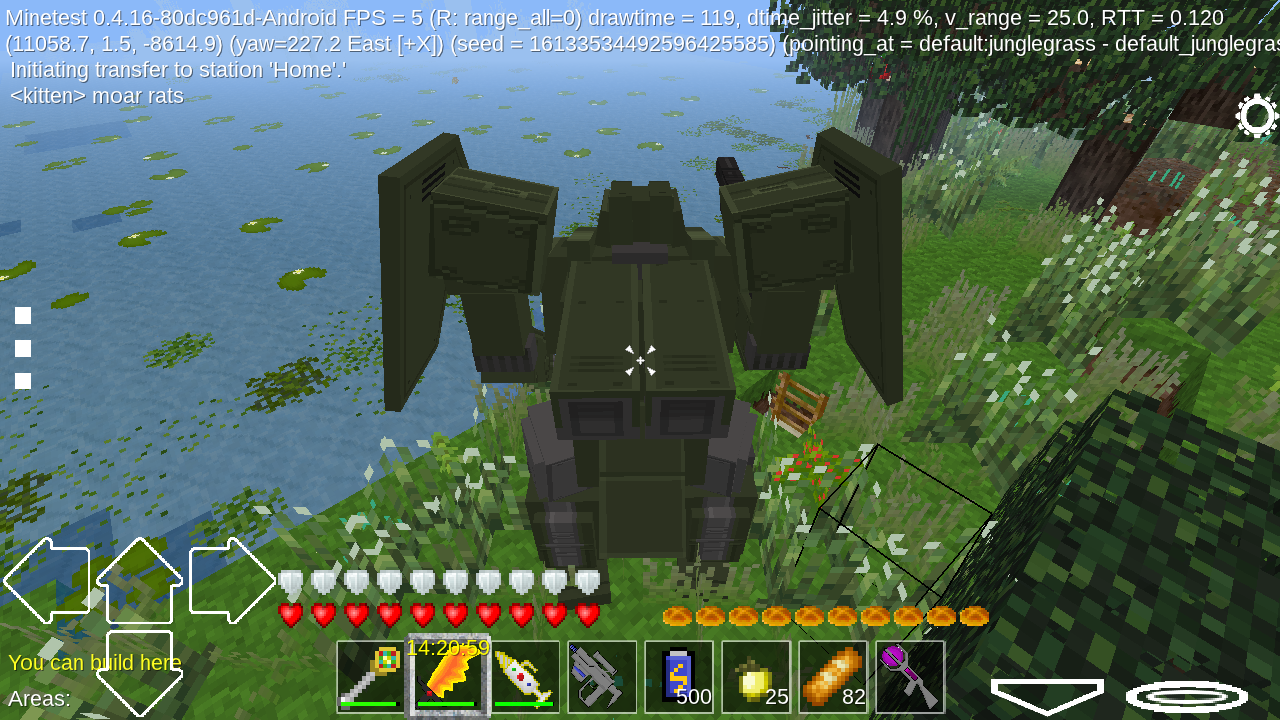 Minetest 0.4.16-80dc961d-Android FPS = 5 (R: range_all=0) drawtime = 119, dtime_jitter = 4.9 %, v_range = 25.0, RTT = 0.120
(11058.7, 1.5, -8614.9) (yaw=227.2 East [+X]) (seed = 16133534492596425585) (pointing_at = default:junglegrass - default_junglegras
Initiating transfer to station 'Home'.'
<kitten> moar rats
You can build here
Areas:
14:20:59
S
500
25
82